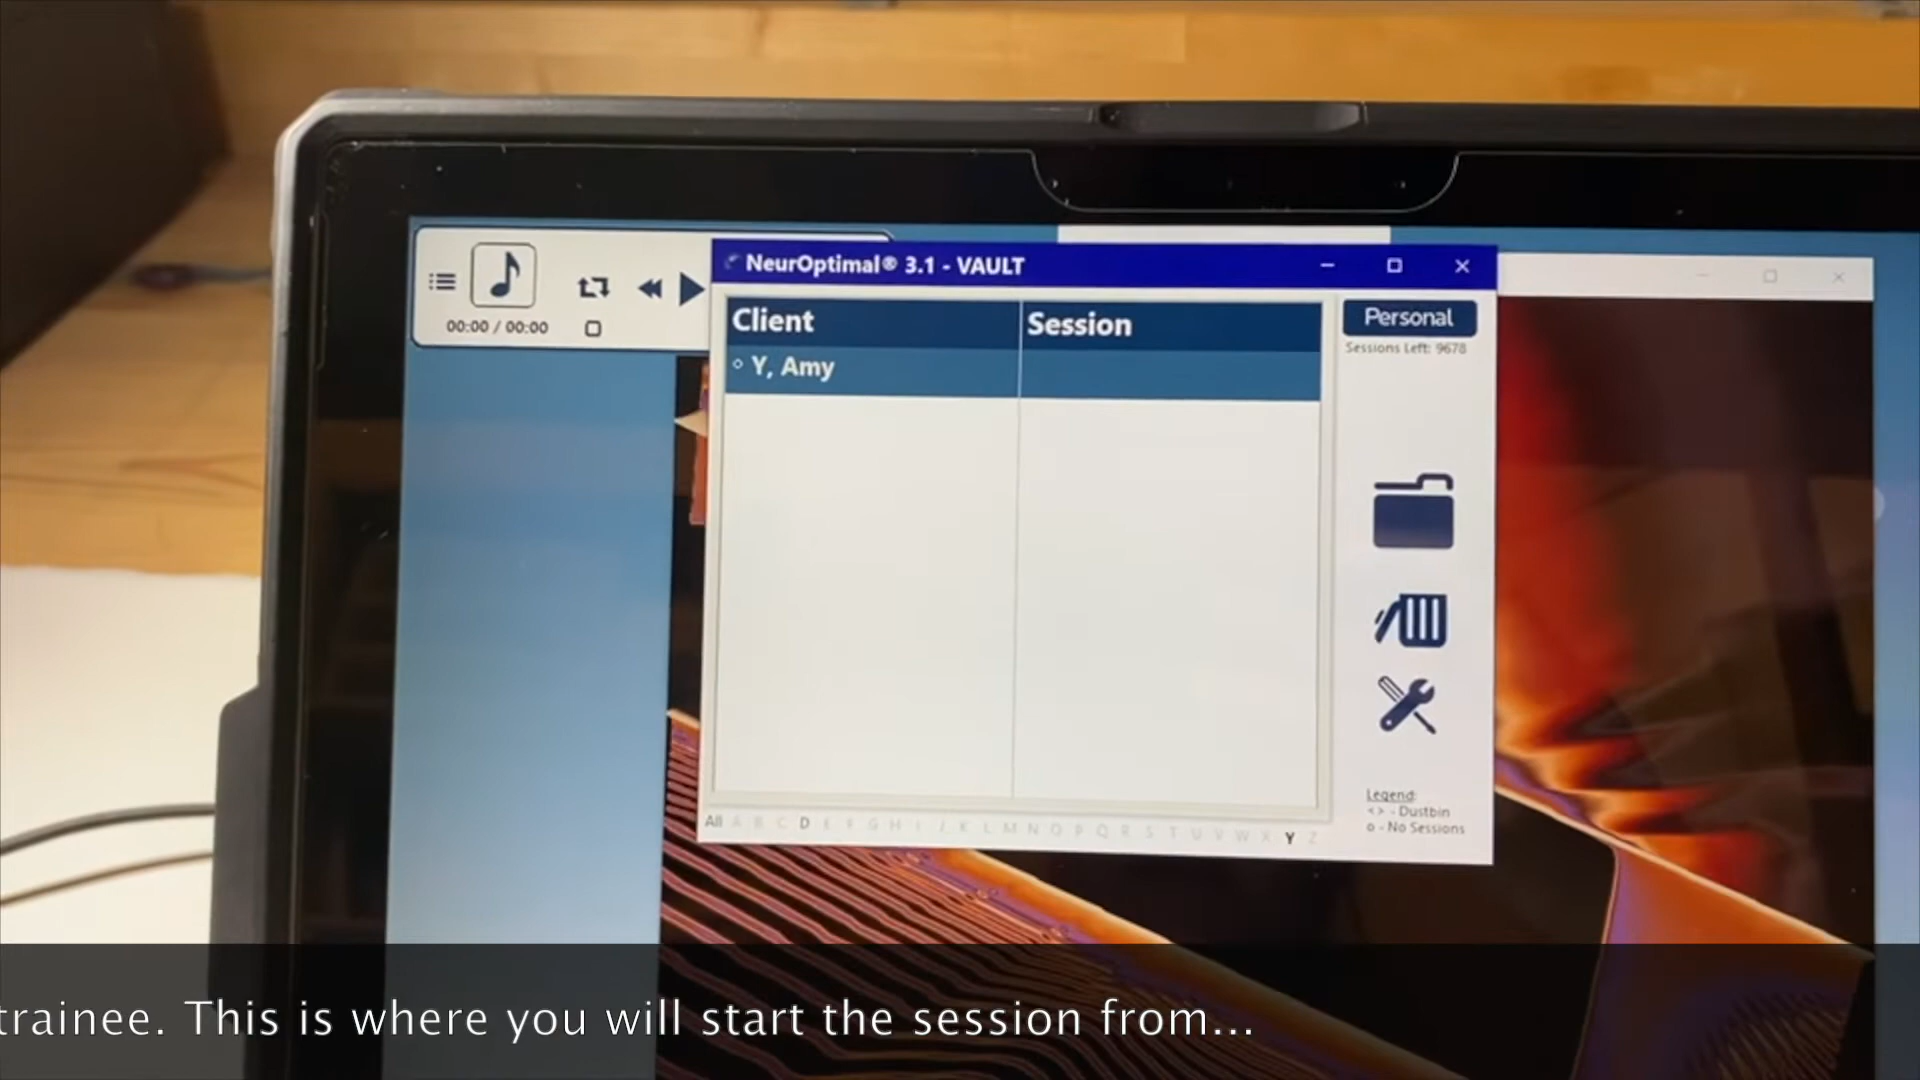 NeurOptimal® 3.1 - VAULT
00:00 / 00:00
Client
Session
Personal
Sessions Left: 9678
○ Y, Amy
Legend:
<> - Dustbin
o - No Sessions
All A B C D E F G H I J K L M N O P Q R S T U V W X Y Z
trainee. This is where you will start the session from...